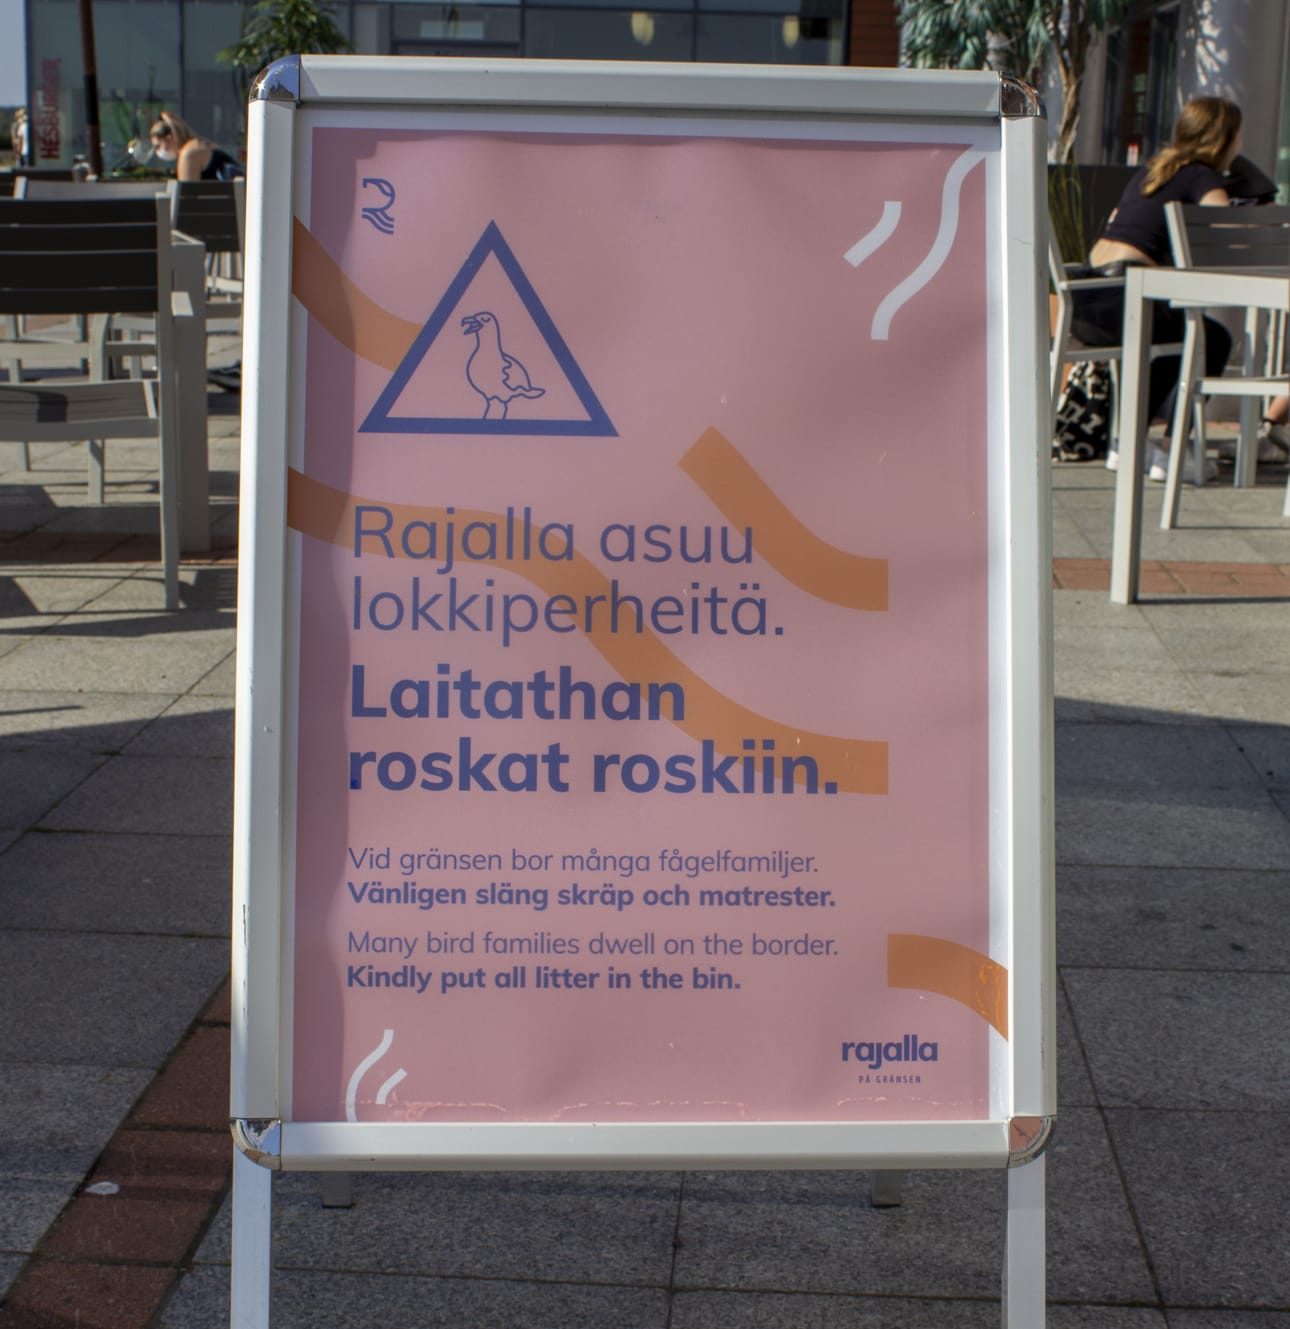 HESBURGER
R
Rajalla asuu
lokkiperheitä.
Laitathan
roskat roskiin.
Vid gränsen bor många fågelfamiljer.
Vänligen släng skräp och matrester.
Many bird families dwell on the border.
Kindly put all litter in the bin.
rajalla
PÅ GRÄNSEN